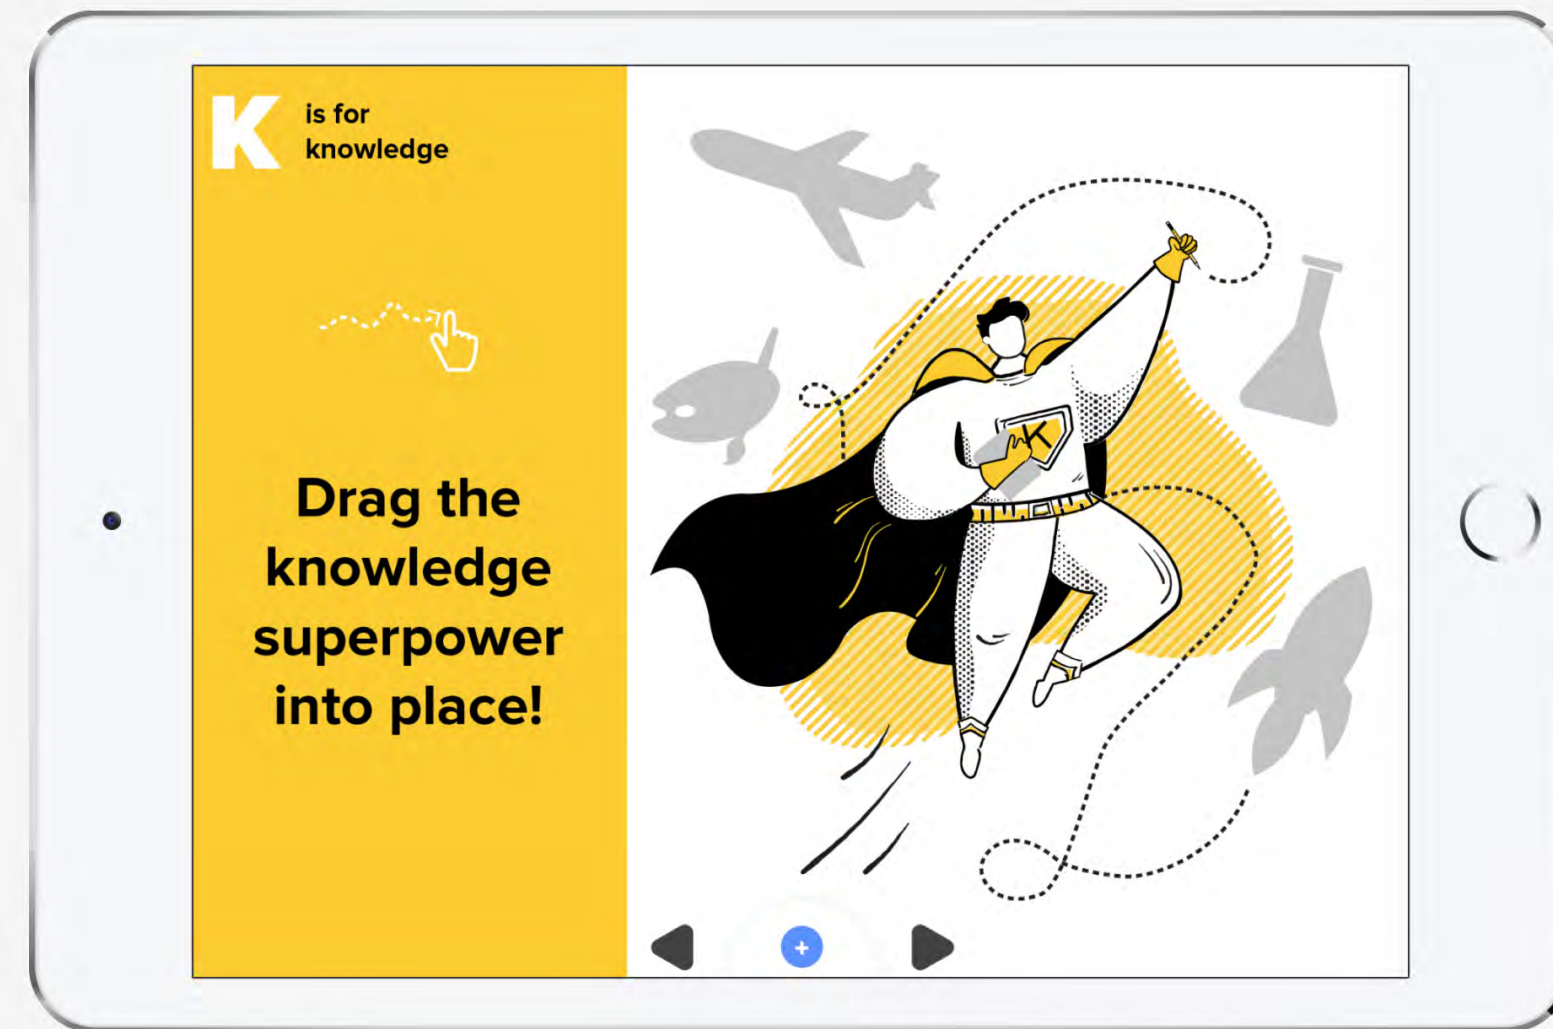 K
is for
knowledge
Drag the
knowledge
superpower
into place!
K
+